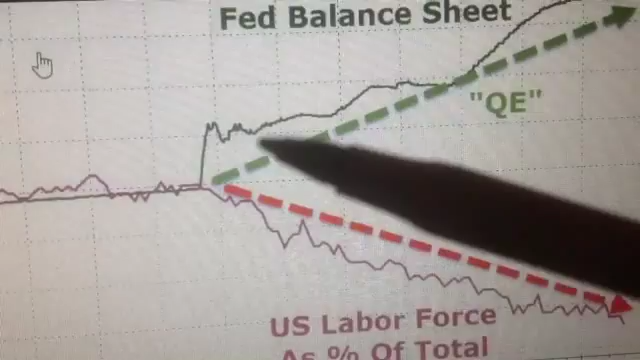 Fed Balance Sheet
"QE"
US Labor Force
As % Of Total